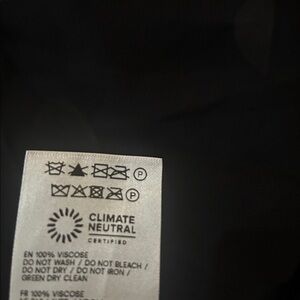 P
P
CLIMATE
NEUTRAL
CERTIFIED
EN 100% VISCOSE
DO NOT WASH / DO NOT BLEACH /
DO NOT DRY / DO NOT IRON /
GREEN DRY CLEAN
FR 100% VISCOSE